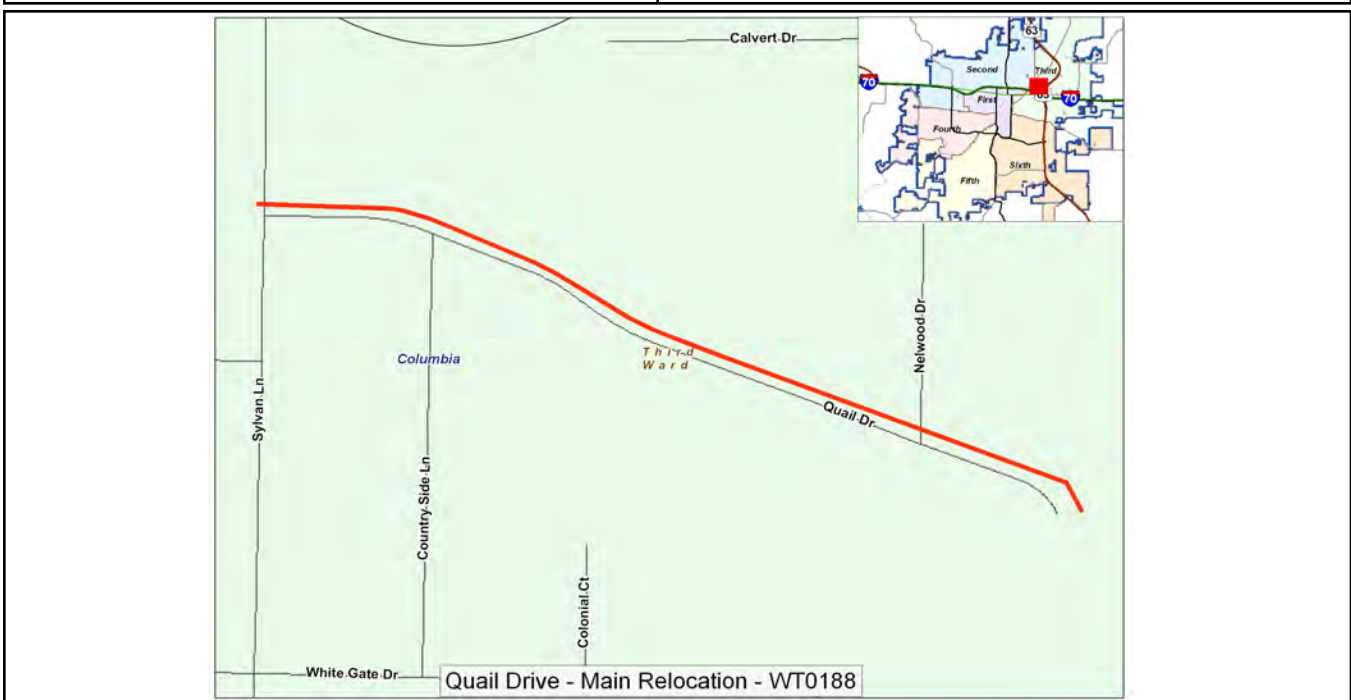 Calvert Dr
63
Second
Third
70
63
70
First
Fourth
Sixth
Fifth
Nelwood Dr
Columbia
Third
Ward
Quail Dr
Sylvan Ln
Country Side Ln
Colonial Ct
White Gate Dr
Quail Drive - Main Relocation - WT0188